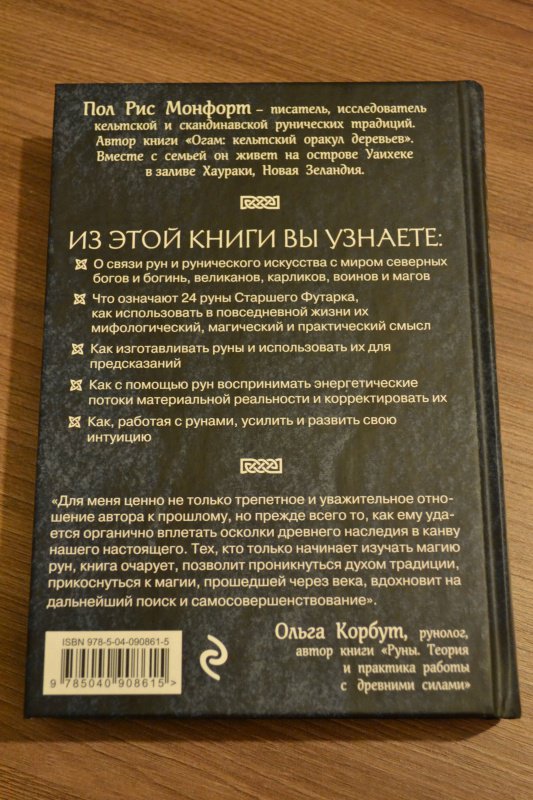 Пол Рис Монфорт – писатель, исследователь
кельтской и скандинавской рунических традиций.
Автор книги «Огам: кельтский оракул деревьев».
Вместе с семьей он живет на острове Уаихеке
в заливе Хаураки, Новая Зеландия.
ИЗ ЭТОЙ КНИГИ ВЫ УЗНАЕТЕ:
О связи рун и рунического искусства с миром северных
богов и богинь, великанов, карликов, воинов и магов
Что означают 24 руны Старшего Футарка,
как использовать в повседневной жизни их
мифологический, магический и практический смысл
Как изготавливать руны и использовать их для
предсказаний
Как с помощью рун воспринимать энергетические
потоки материальной реальности и корректировать их
Как, работая с рунами, усилить и развить свою
интуицию
«Для меня ценно не только трепетное и уважительное отно-
шение автора к прошлому, но прежде всего то, как ему уда-
ется органично вплетать осколки древнего наследия в канву
нашего настоящего. Тех, кто только начинает изучать магию
рун, книга очарует, позволит проникнуться духом традиции,
прикоснуться к магии, прошедшей через века, вдохновит на
дальнейший поиск и самосовершенствование».
Ольга Корбут, рунолог,
автор книги «Руны. Теория
и практика работы
с древними силами»
ISBN 978-5-04-090861-5
9 785040 908615 >